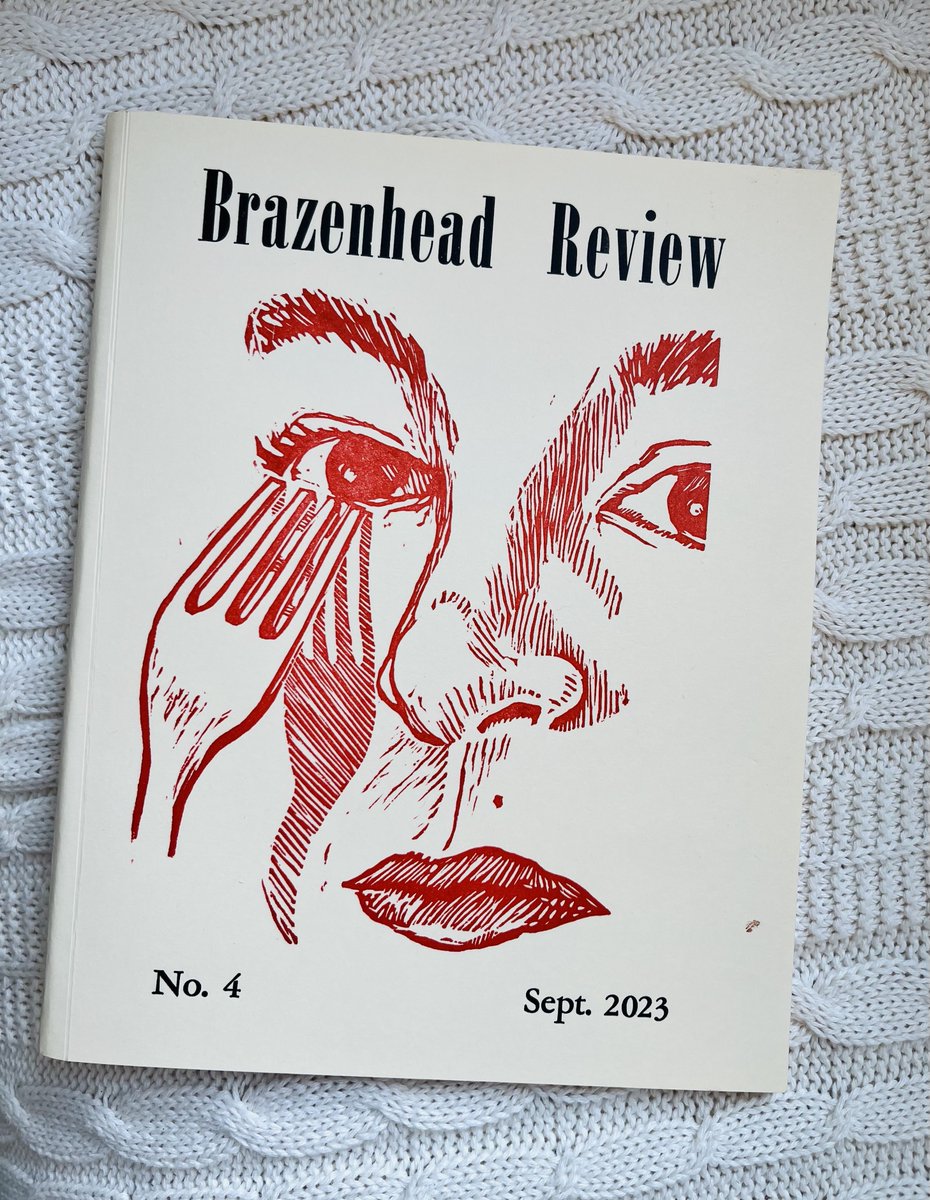 Brazenhead Review
No. 4
Sept. 2023